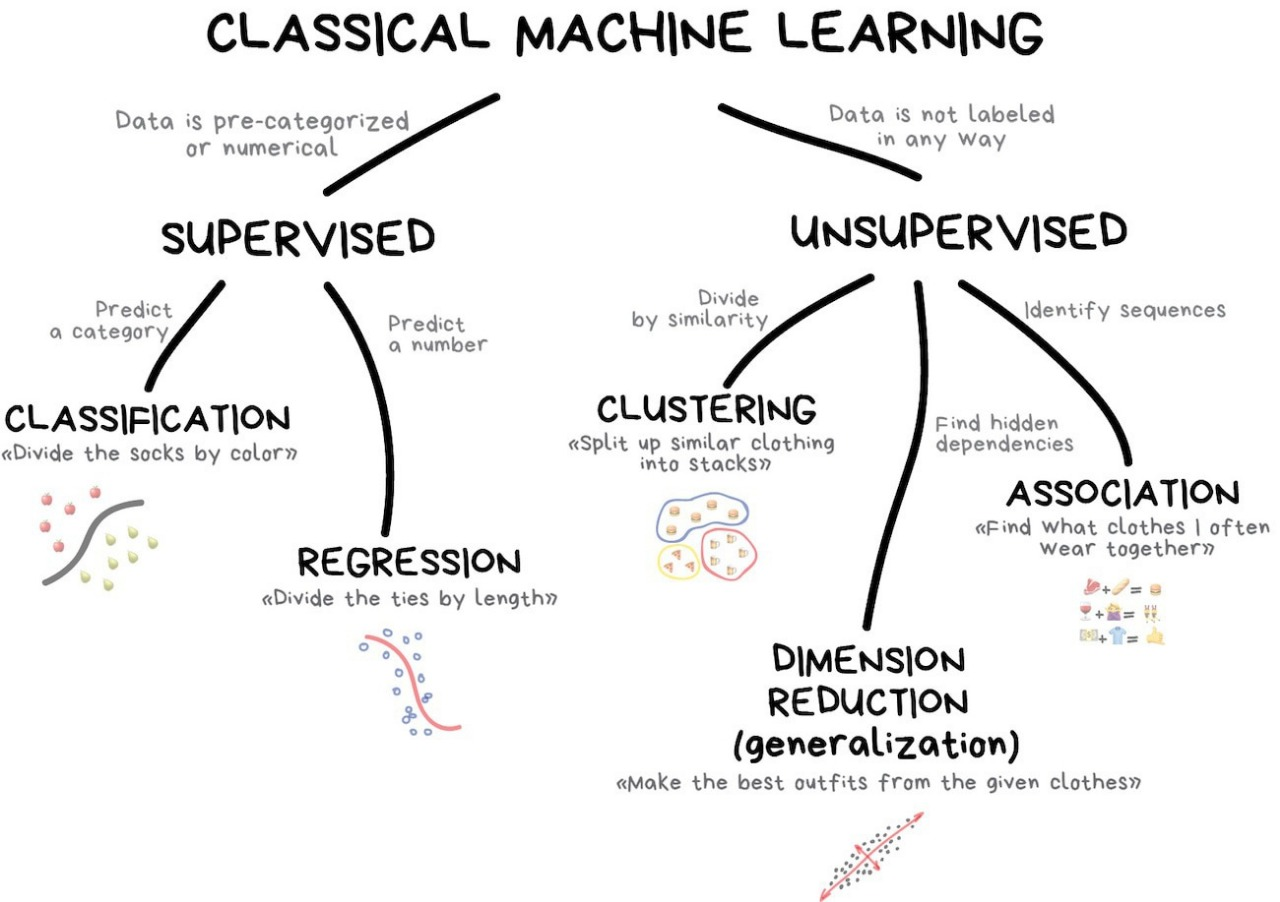 CLASSICAL MACHINE LEARNING
Data is pre-categorized
or numerical
Data is not labeled
in any way
SUPERVISED
UNSUPERVISED
Predict
a category
Predict
a number
Divide
by similarity
Identify sequences
CLASSIFICATION
«Divide the socks by color»
CLUSTERING
«Split up similar clothing
into stacks»
Find hidden
dependencies
ASSOCIATION
«Find what clothes I often
wear together»
REGRESSION
«Divide the ties by length»
+ =
+ =
+ =
DIMENSION
REDUCTION
(generalization)
«Make the best outfits from the given clothes»